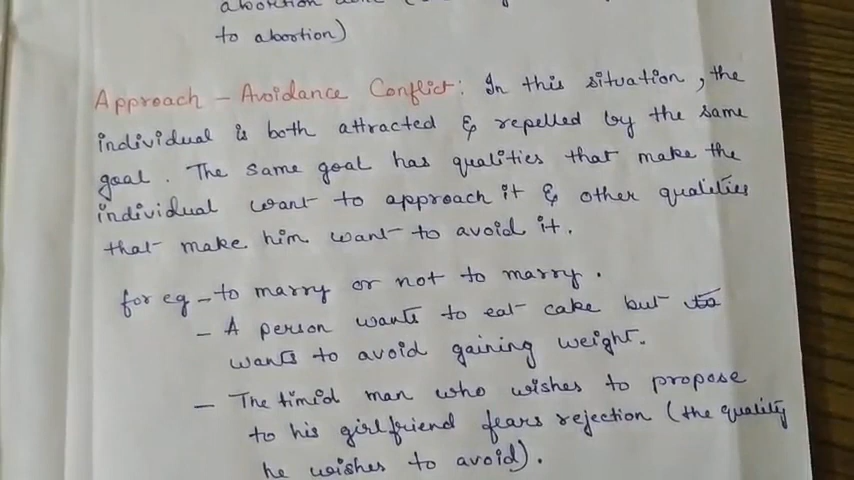 to abortion)
Approach - Avoidance Conflict: In this situation, the
individual is both attracted & repelled by the same
goal. The same goal has qualities that make the
individual want to approach it & other qualities
that make him want to avoid it.
for eg - to marry or not to marry.
- A person wants to eat cake but
wants to avoid gaining weight.
- The timid man who wishes to propose
to his girlfriend fears rejection (the quality
he wishes to avoid).